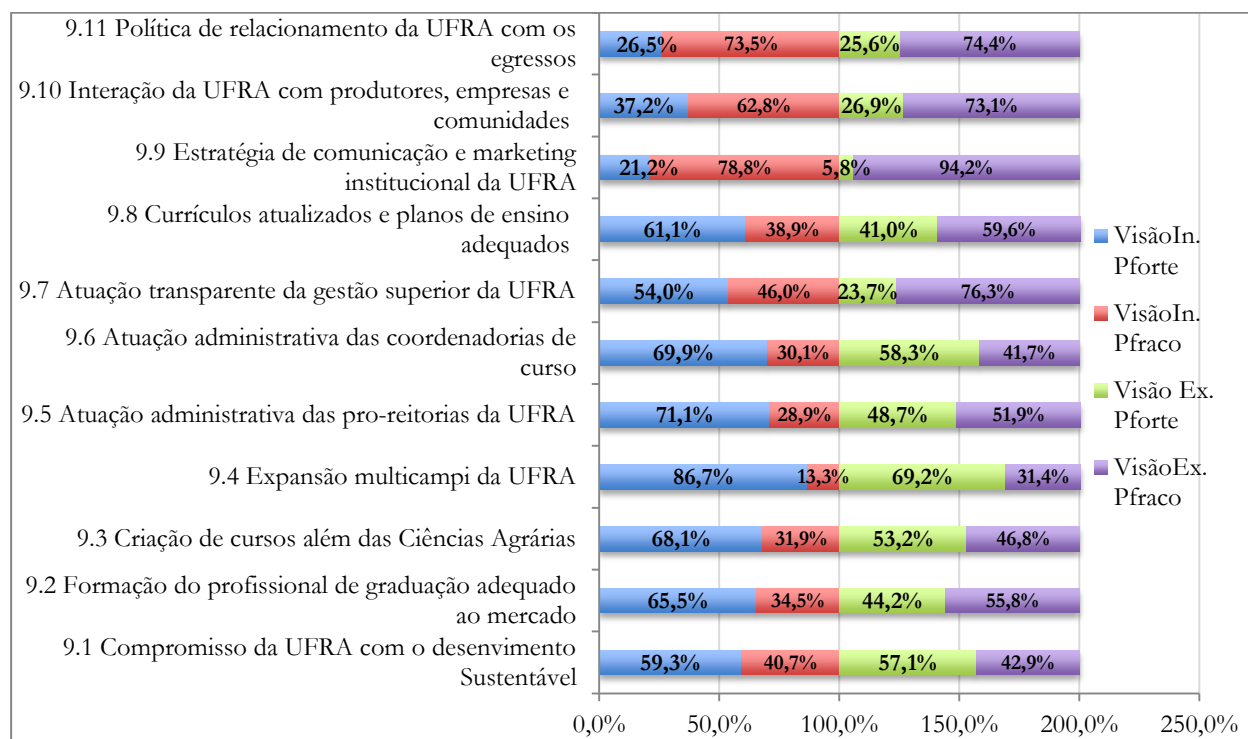 9.11 Política de relacionamento da UFRA com os
egressos
26,5% 73,5% 25,6% 74,4%
9.10 Interação da UFRA com produtores, empresas e
comunidades
37,2% 62,8% 26,9% 73,1%
9.9 Estratégia de comunicação e marketing
institucional da UFRA
21,2% 78,8% 5,8% 94,2%
9.8 Currículos atualizados e planos de ensino
adequados
61,1% 38,9% 41,0% 59,6%
9.7 Atuação transparente da gestão superior da UFRA
54,0% 46,0% 23,7% 76,3%
9.6 Atuação administrativa das coordenadorias de
curso
69,9% 30,1% 58,3% 41,7%
9.5 Atuação administrativa das pro-reitorias da UFRA
71,1% 28,9% 48,7% 51,9%
9.4 Expansão multicampi da UFRA
86,7% 13,3% 69,2% 31,4%
9.3 Criação de cursos além das Ciências Agrárias
68,1% 31,9% 53,2% 46,8%
9.2 Formação do profissional de graduação adequado
ao mercado
65,5% 34,5% 44,2% 55,8%
9.1 Compromisso da UFRA com o desenvimento
Sustentável
59,3% 40,7% 57,1% 42,9%
0,0% 50,0% 100,0% 150,0% 200,0% 250,0%
VisãoIn.
Pforte
VisãoIn.
Pfraco
Visão Ex.
Pforte
VisãoEx.
Pfraco